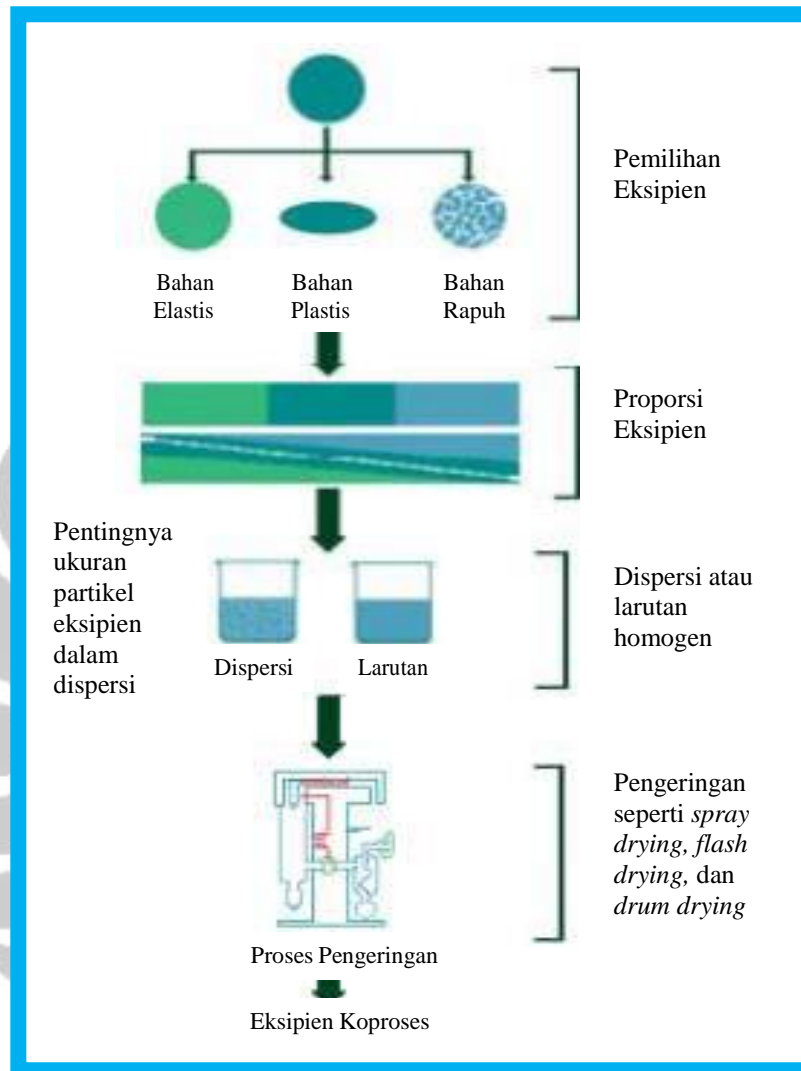 Pemilihan
Eksipien
Bahan
Elastis
Bahan
Plastis
Bahan
Rapuh
Proporsi
Eksipien
Pentingnya
ukuran
partikel
eksipien
dalam
dispersi
Dispersi
Larutan
Dispersi atau
larutan
homogen
Pengeringan
seperti spray
drying, flash
drying, dan
drum drying
Proses Pengeringan
Eksipien Koproses